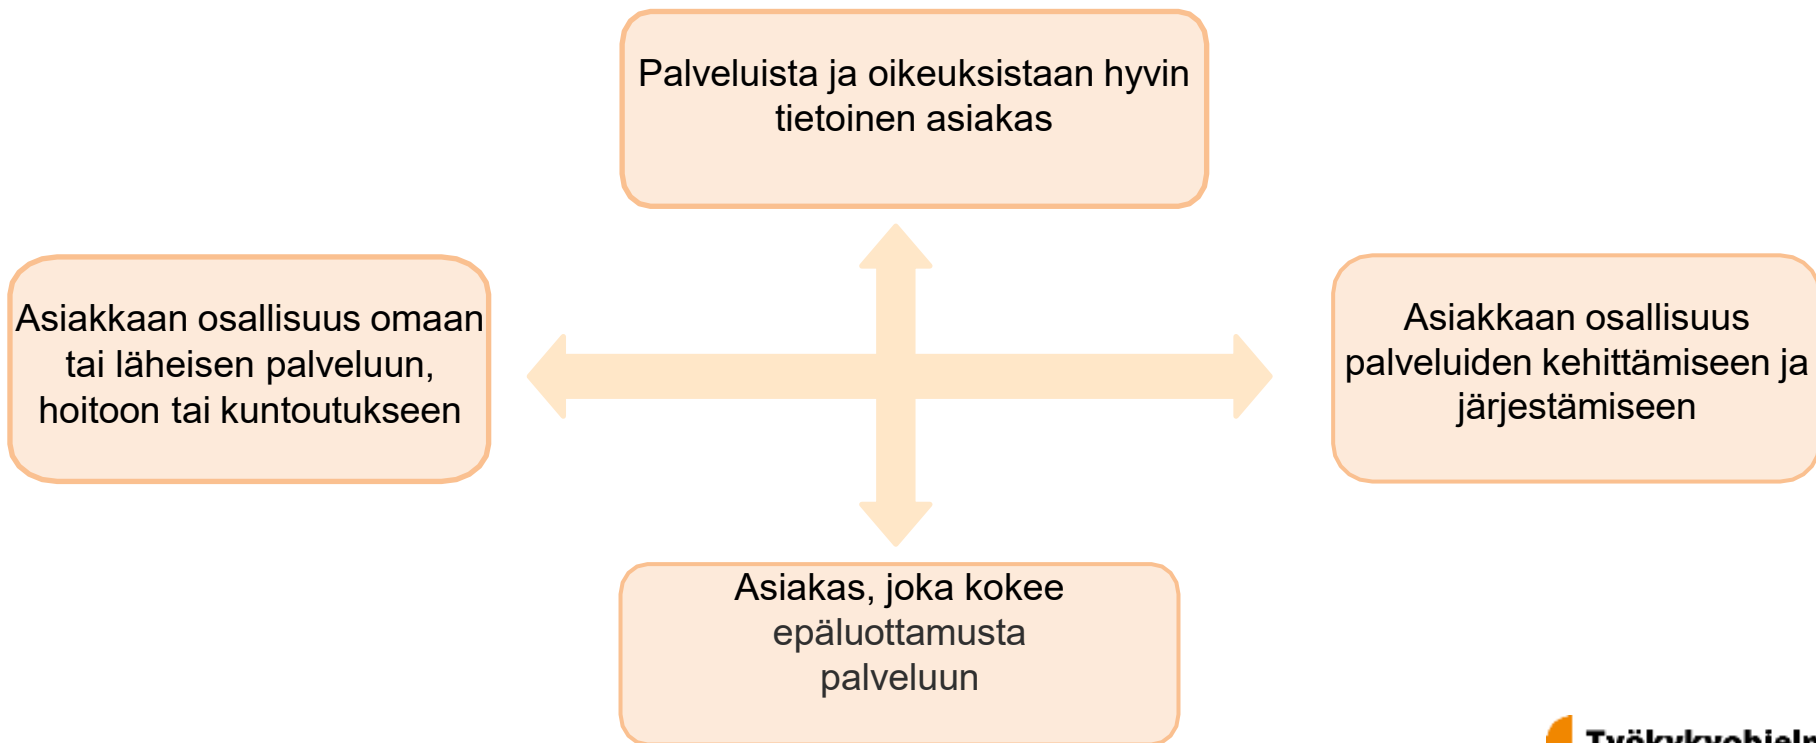 Palveluista ja oikeuksistaan hyvin
tietoinen asiakas
Asiakkaan osallisuus omaan
tai läheisen palveluun,
hoitoon tai kuntoutukseen
Asiakkaan osallisuus
palveluiden kehittämiseen ja
järjestämiseen
Asiakas, joka kokee
epäluottamusta
palveluun